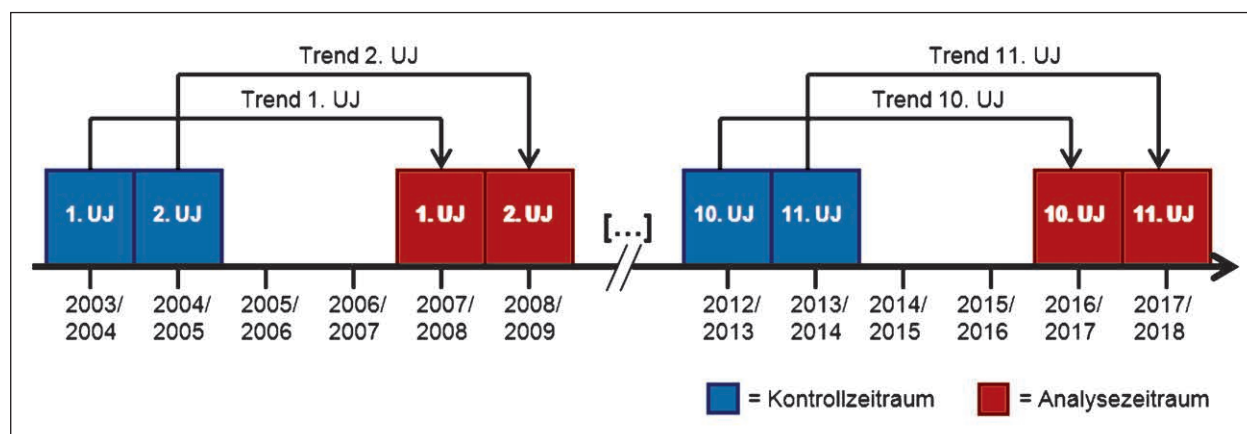 Trend 2. UJ
Trend 11. UJ
Trend 1. UJ
Trend 10. UJ
1. UJ
2. UJ
1. UJ
2. UJ
[...]
10. UJ
11. UJ
10. UJ
11. UJ
2003/
2004
2004/
2005
2005/
2006
2006/
2007
2007/
2008
2008/
2009
2012/
2013
2013/
2014
2014/
2015
2015/
2016
2016/
2017
2017/
2018
= Kontrollzeitraum
= Analysezeitraum